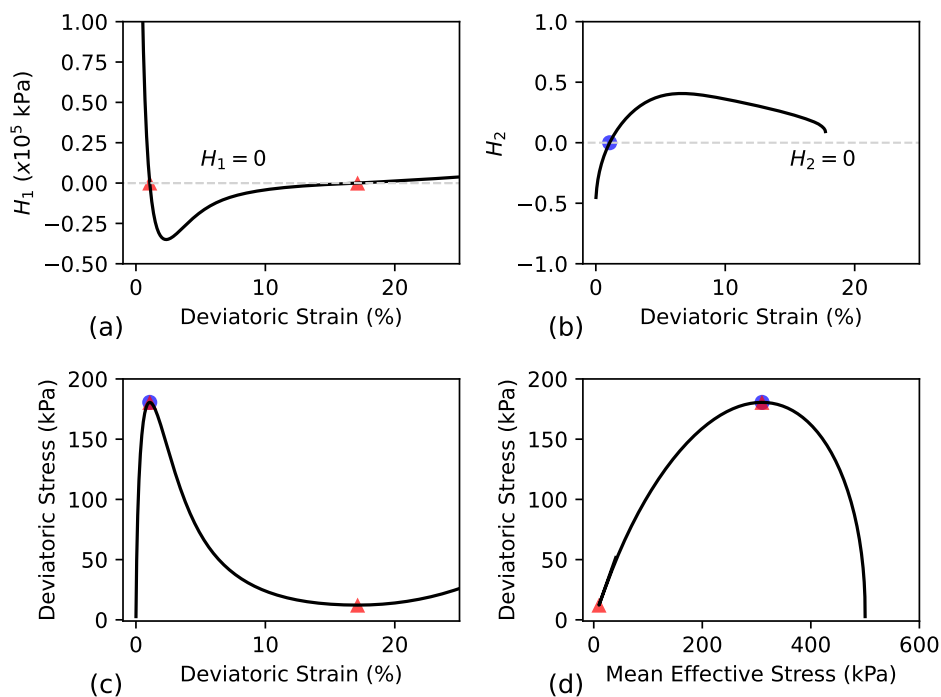 1.00
0.75
0.50
0.25
0.00
−0.25
−0.50
H1 (x10^5 kPa)
H1 = 0
0 10 20
Deviatoric Strain (%)
(a)
1.0
0.5
0.0
−0.5
−1.0
H2
H2 = 0
0 10 20
Deviatoric Strain (%)
(b)
200
150
100
50
0
Deviatoric Stress (kPa)
0 10 20
Deviatoric Strain (%)
(c)
200
150
100
50
0
Deviatoric Stress (kPa)
0 200 400 600
Mean Effective Stress (kPa)
(d)